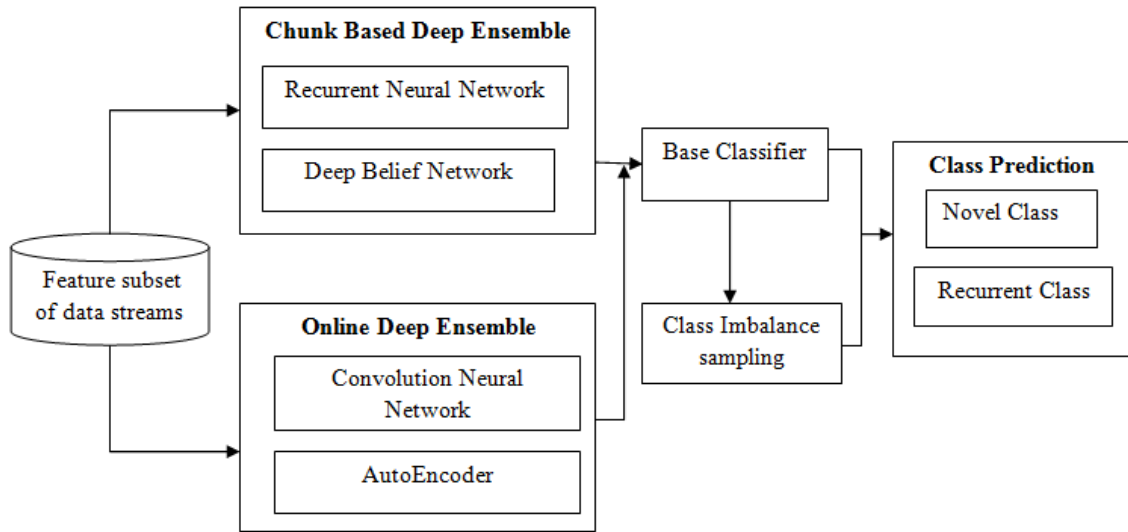 Chunk Based Deep Ensemble
Recurrent Neural Network
Deep Belief Network
Feature subset
of data streams
Online Deep Ensemble
Convolution Neural
Network
AutoEncoder
Base Classifier
Class Imbalance
sampling
Class Prediction
Novel Class
Recurrent Class